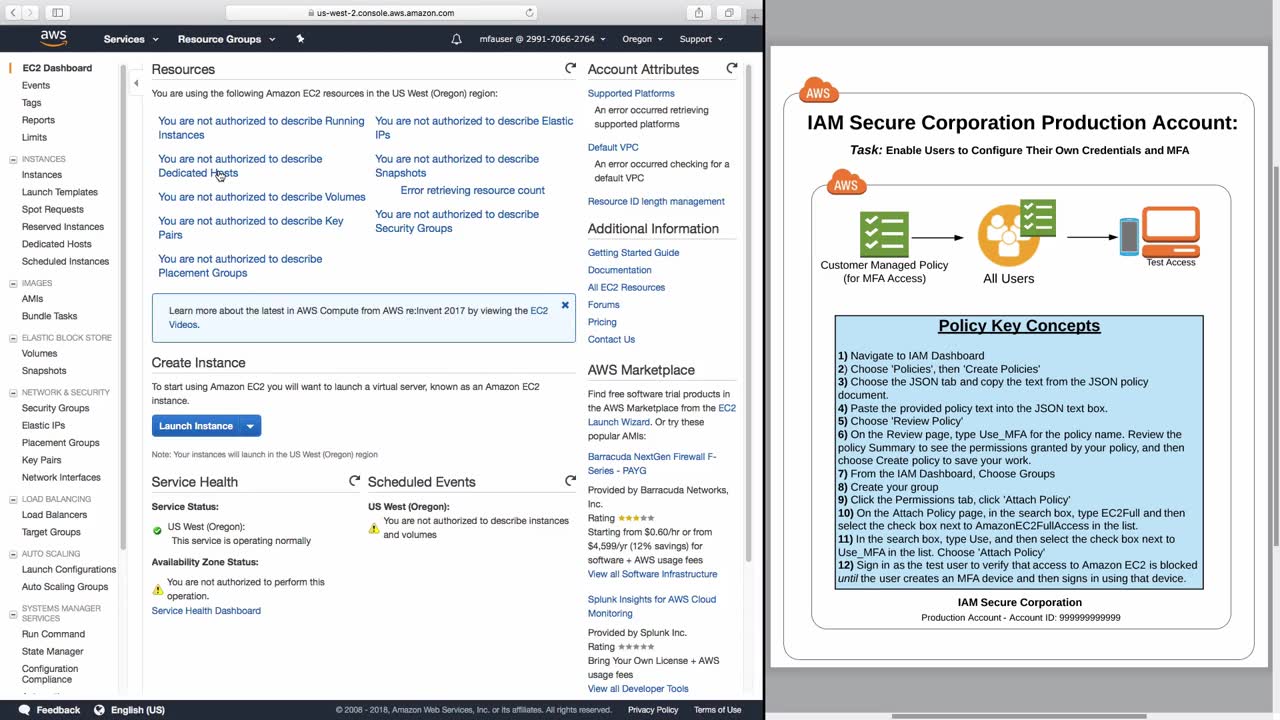 us-west-2.console.aws.amazon.com
aws
Services
Resource Groups
mfauser @ 2991-7066-2764
Oregon
Support
EC2 Dashboard
Events
Tags
Reports
Limits
INSTANCES
Instances
Launch Templates
Spot Requests
Reserved Instances
Dedicated Hosts
Scheduled Instances
IMAGES
AMIs
Bundle Tasks
ELASTIC BLOCK STORE
Volumes
Snapshots
NETWORK & SECURITY
Security Groups
Elastic IPs
Placement Groups
Key Pairs
Network Interfaces
LOAD BALANCING
Load Balancers
Target Groups
AUTO SCALING
Launch Configurations
Auto Scaling Groups
SYSTEMS MANAGER
SERVICES
Run Command
State Manager
Configuration
Compliance
Resources
You are using the following Amazon EC2 resources in the US West (Oregon) region:
You are not authorized to describe Running
Instances
You are not authorized to describe
Dedicated Hosts
You are not authorized to describe Volumes
You are not authorized to describe Key
Pairs
You are not authorized to describe
Placement Groups
You are not authorized to describe Elastic
IPs
You are not authorized to describe
Snapshots
Error retrieving resource count
You are not authorized to describe
Security Groups
Learn more about the latest in AWS Compute from AWS re:Invent 2017 by viewing the EC2
Videos.
Create Instance
To start using Amazon EC2 you will want to launch a virtual server, known as an Amazon EC2
instance.
Launch Instance
Note: Your instances will launch in the US West (Oregon) region
Service Health
Service Status:
US West (Oregon):
This service is operating normally
Availability Zone Status:
You are not authorized to perform this
operation.
Service Health Dashboard
Scheduled Events
US West (Oregon):
You are not authorized to describe instances
and volumes
Account Attributes
Supported Platforms
An error occurred retrieving
supported platforms
Default VPC
An error occurred checking for a
default VPC
Resource ID length management
Additional Information
Getting Started Guide
Documentation
All EC2 Resources
Forums
Pricing
Contact Us
AWS Marketplace
Find free software trial products in
the AWS Marketplace from the EC2
Launch Wizard. Or try these
popular AMIs:
Barracuda NextGen Firewall F-
Series - PAYG
Provided by Barracuda Networks,
Inc.
Rating
Starting from $0.60/hr or from
$4,599/yr (12% savings) for
software + AWS usage fees
View all Software Infrastructure
Splunk Insights for AWS Cloud
Monitoring
Provided by Splunk Inc.
Rating
Bring Your Own License + AWS
usage fees
View all Developer Tools
Feedback
English (US)
© 2008 - 2018, Amazon Web Services, Inc. or its affiliates. All rights reserved.
Privacy Policy
Terms of Use
AWS
IAM Secure Corporation Production Account:
Task: Enable Users to Configure Their Own Credentials and MFA
AWS
Customer Managed Policy
(for MFA Access)
All Users
Test Access
Policy Key Concepts
1) Navigate to IAM Dashboard
2) Choose 'Policies', then 'Create Policies'
3) Choose the JSON tab and copy the text from the JSON policy
document.
4) Paste the provided policy text into the JSON text box.
5) Choose 'Review Policy'
6) On the Review page, type Use_MFA for the policy name. Review the
policy Summary to see the permissions granted by your policy, and then
choose Create policy to save your work.
7) From the IAM Dashboard, Choose Groups
8) Create your group
9) Click the Permissions tab, click 'Attach Policy'
10) On the Attach Policy page, in the search box, type EC2Full and then
select the check box next to AmazonEC2FullAccess in the list.
11) In the search box, type Use, and then select the check box next to
Use_MFA in the list. Choose 'Attach Policy'
12) Sign in as the test user to verify that access to Amazon EC2 is blocked
until the user creates an MFA device and then signs in using that device.
IAM Secure Corporation
Production Account - Account ID: 999999999999